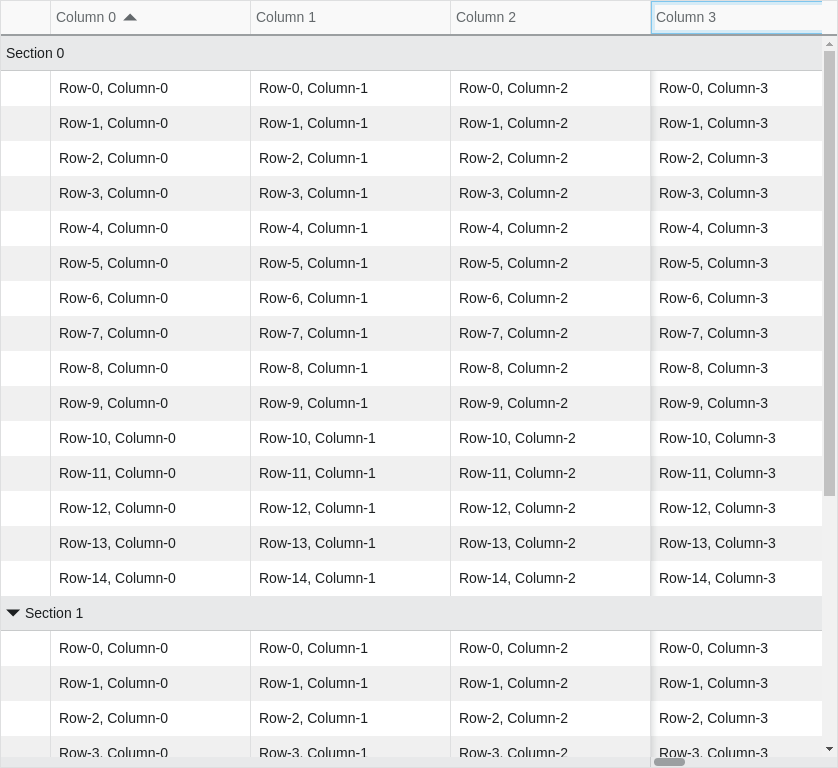 Column 0 Column 1 Column 2 Column 3
Section 0
Row-0, Column-0 Row-0, Column-1 Row-0, Column-2 Row-0, Column-3
Row-1, Column-0 Row-1, Column-1 Row-1, Column-2 Row-1, Column-3
Row-2, Column-0 Row-2, Column-1 Row-2, Column-2 Row-2, Column-3
Row-3, Column-0 Row-3, Column-1 Row-3, Column-2 Row-3, Column-3
Row-4, Column-0 Row-4, Column-1 Row-4, Column-2 Row-4, Column-3
Row-5, Column-0 Row-5, Column-1 Row-5, Column-2 Row-5, Column-3
Row-6, Column-0 Row-6, Column-1 Row-6, Column-2 Row-6, Column-3
Row-7, Column-0 Row-7, Column-1 Row-7, Column-2 Row-7, Column-3
Row-8, Column-0 Row-8, Column-1 Row-8, Column-2 Row-8, Column-3
Row-9, Column-0 Row-9, Column-1 Row-9, Column-2 Row-9, Column-3
Row-10, Column-0 Row-10, Column-1 Row-10, Column-2 Row-10, Column-3
Row-11, Column-0 Row-11, Column-1 Row-11, Column-2 Row-11, Column-3
Row-12, Column-0 Row-12, Column-1 Row-12, Column-2 Row-12, Column-3
Row-13, Column-0 Row-13, Column-1 Row-13, Column-2 Row-13, Column-3
Row-14, Column-0 Row-14, Column-1 Row-14, Column-2 Row-14, Column-3
Section 1
Row-0, Column-0 Row-0, Column-1 Row-0, Column-2 Row-0, Column-3
Row-1, Column-0 Row-1, Column-1 Row-1, Column-2 Row-1, Column-3
Row-2, Column-0 Row-2, Column-1 Row-2, Column-2 Row-2, Column-3
Row-3, Column-0 Row-3, Column-1 Row-3, Column-2 Row-3, Column-3